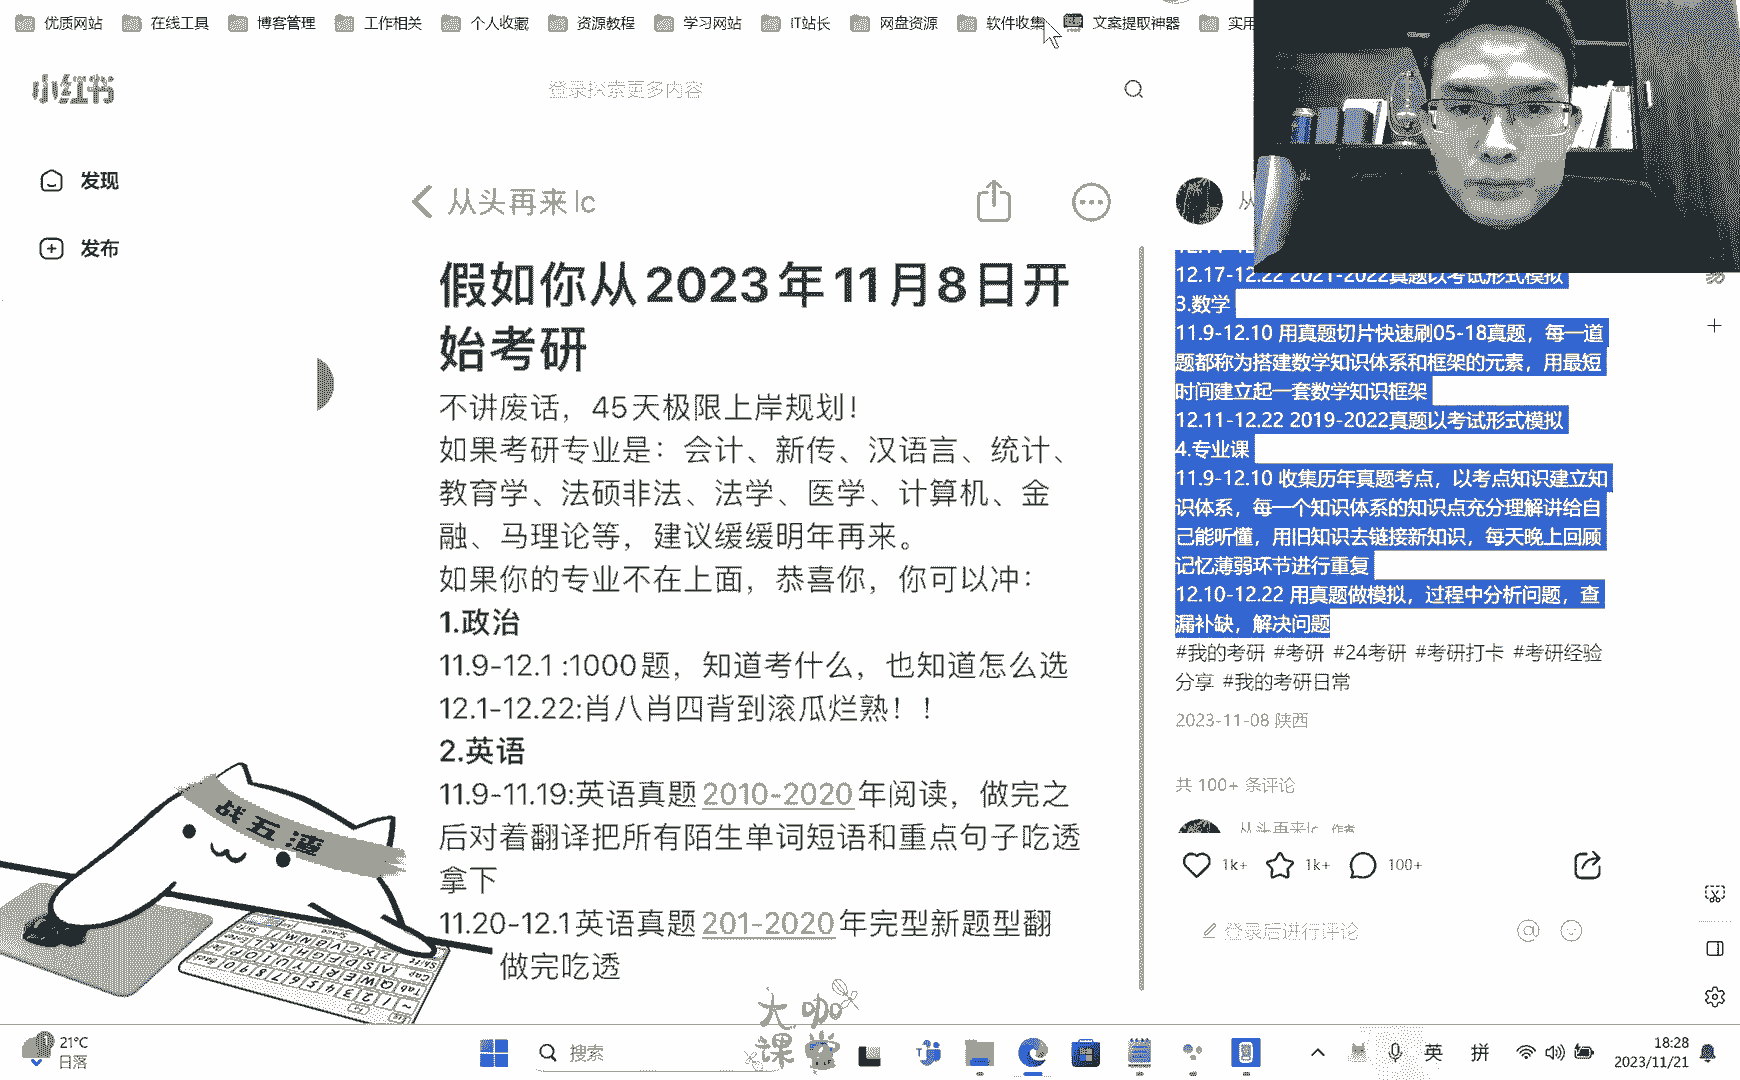 优质网站 在线工具 博客管理 工作相关 个人收藏 资源教程 学习网站 IT站长 网盘资源 软件收集 文案提取神器 实用
小红书
登录探索更多内容
发现
发布
从头再来lc
假如你从2023年11月8日开
始考研
不讲废话，45天极限上岸规划！
如果考研专业是：会计、新传、汉语言、统计、
教育学、法硕非法、法学、医学、计算机、金
融、马理论等，建议缓缓明年再来。
如果你的专业不在上面，恭喜你，你可以冲：
1.政治
11.9-12.1 :1000题，知道考什么，也知道怎么选
12.1-12.22:肖八肖四背到滚瓜烂熟！！
2.英语
11.9-11.19:英语真题2010-2020年阅读，做完之
后对着翻译把所有陌生单词短语和重点句子吃透
拿下
11.20-12.1英语真题201-2020年完型新题型翻
做完吃透
从
12.17-12.22 2021-2022真题以考试形式模拟
3.数学
11.9-12.10 用真题切片快速刷05-18真题，每一道
题都称为搭建数学知识体系和框架的元素，用最短
时间建立起一套数学知识框架
12.11-12.22 2019-2022真题以考试形式模拟
4.专业课
11.9-12.10 收集历年真题考点，以考点知识建立知
识体系，每一个知识体系的知识点充分理解讲给自
己能听懂，用旧知识去链接新知识，每天晚上回顾
记忆薄弱环节进行重复
12.10-12.22 用真题做模拟，过程中分析问题，查
漏补缺，解决问题
#我的考研 #考研 #24考研 #考研打卡 #考研经验
分享 #我的考研日常
2023-11-08 陕西
共 100+ 条评论
从头再来lc 作者
1k+ 1k+ 100+
登录后进行评论
战五渣
大咖
课堂
21°C
日落
搜索
英 拼
18:28
2023/11/21